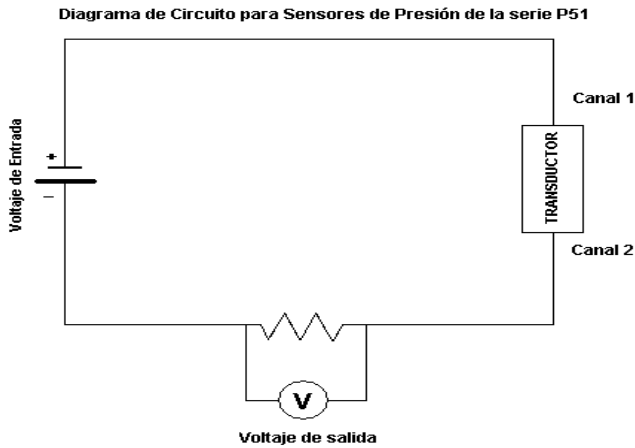 Diagrama de Circuito para Sensores de Presión de la serie P51
Canal 1
Voltaje de Entrada
+
TRANSDUCTOR
−
Canal 2
V
Voltaje de salida